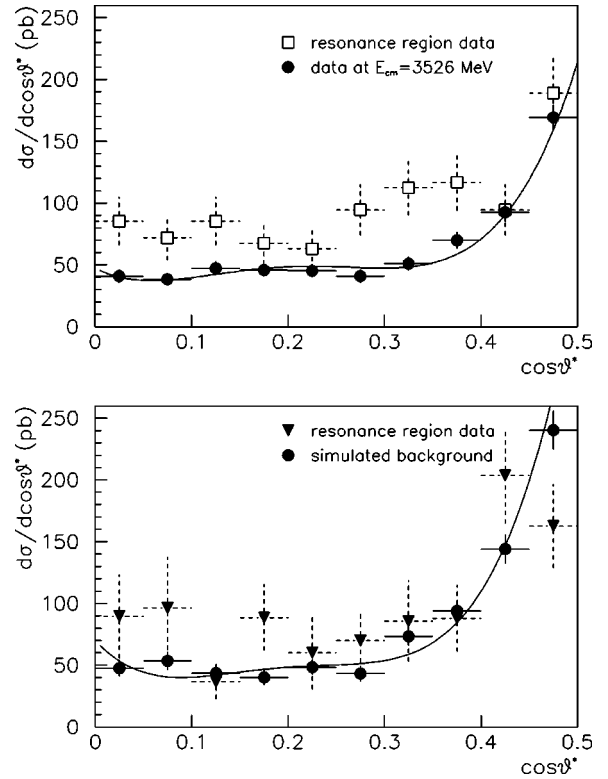 dσ/dcosϑ* (pb)
250
200
150
100
50
0
□ resonance region data
● data at E_cm=3526 MeV
0 0.1 0.2 0.3 0.4 0.5
cosϑ*
dσ/dcosϑ* (pb)
250
200
150
100
50
0
▼ resonance region data
● simulated background
0 0.1 0.2 0.3 0.4 0.5
cosϑ*